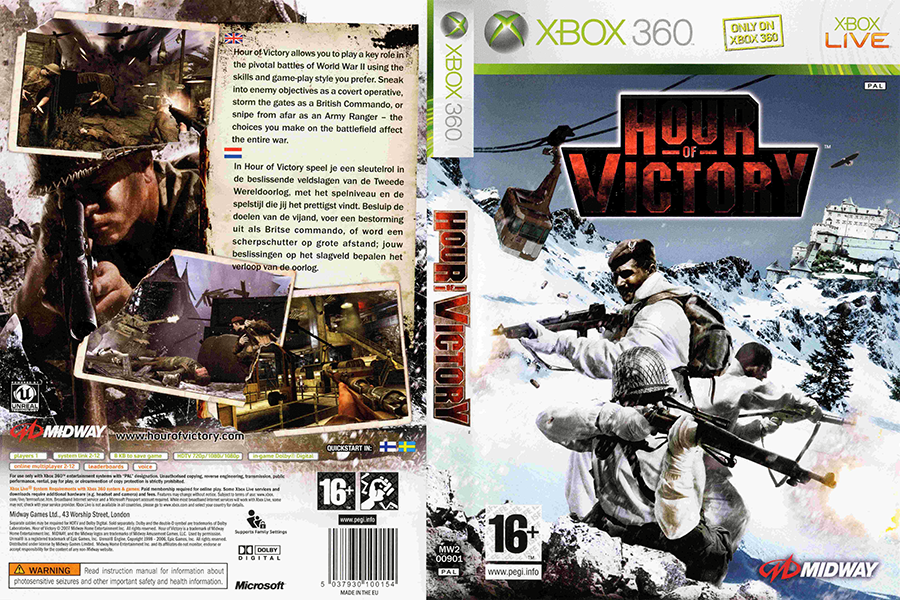 Hour of Victory allows you to play a key role in
the pivotal battles of World War II using the
skills and game-play style you prefer. Sneak
into enemy objectives as a covert operative,
storm the gates as a British Commando, or
snipe from afar as an Army Ranger – the
choices you make on the battlefield affect
the entire war.
In Hour of Victory speel je een sleutelrol in
de beslissende veldslagen van de Tweede
Wereldoorlog, met het spelniveau en de
spelstijl die jij het prettigst vindt. Besluip de
doelen van de vijand, voer een bestorming
uit als Britse commando, of word een
scherpschutter op grote afstand; jouw
beslissingen op het slagveld bepalen het
verloop van de oorlog.
POWERED BY
UNREAL
MIDWAY
www.hourofvictory.com
QUICKSTART IN:
players 1
system link 2-12
8 KB to save game
HDTV 720p/1080i/1080p
in-game Dolby® Digital
online multiplayer 2-12
leaderboards
voice
Midway Games Ltd., 43 Worship Street, London
WARNING
Read instruction manual for information about
photosensitive seizures and other important safety and health information.
Supports Family Settings
DOLBY
DIGITAL
Microsoft
16+
www.pegi.info
5 037930 100154
MADE IN THE EU
XBOX 360
HOUR OF VICTORY
MW2
00901
PAL
XBOX 360
ONLY ON
XBOX 360
XBOX
LIVE
PAL
HOUR
OF
VICTORY™
16+
www.pegi.info
MIDWAY